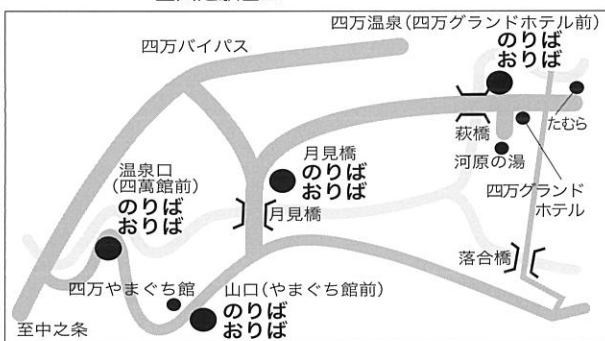 四万温泉(四万グランドホテル前)
のりば
おりば
四万バイパス
たむら
萩橋
河原の湯
月見橋
のりば
おりば
温泉口
(四萬館前)
のりば
おりば
四万グランド
ホテル
月見橋
落合橋
四万やまぐち館
山口(やまぐち館前)
のりば
おりば
至中之条